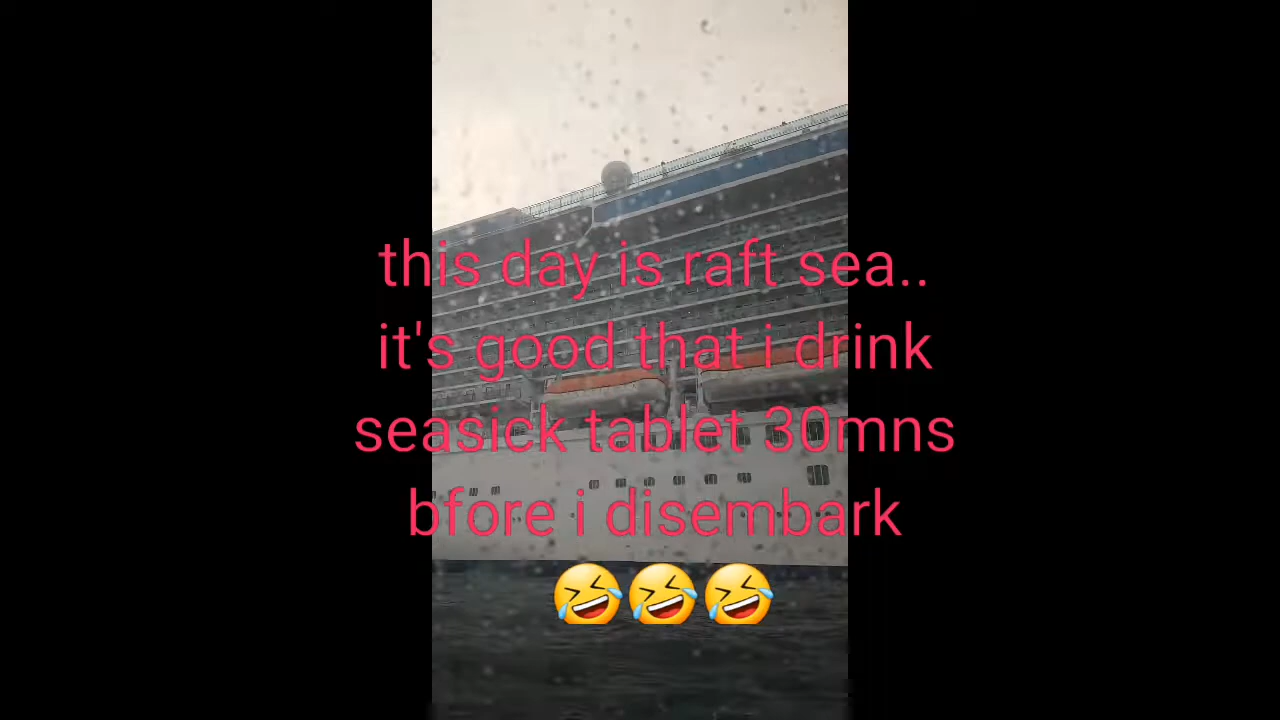 this day is raft sea..
it's good that i drink
seasick tablet 30mns
bfore i disembark
🤣🤣🤣